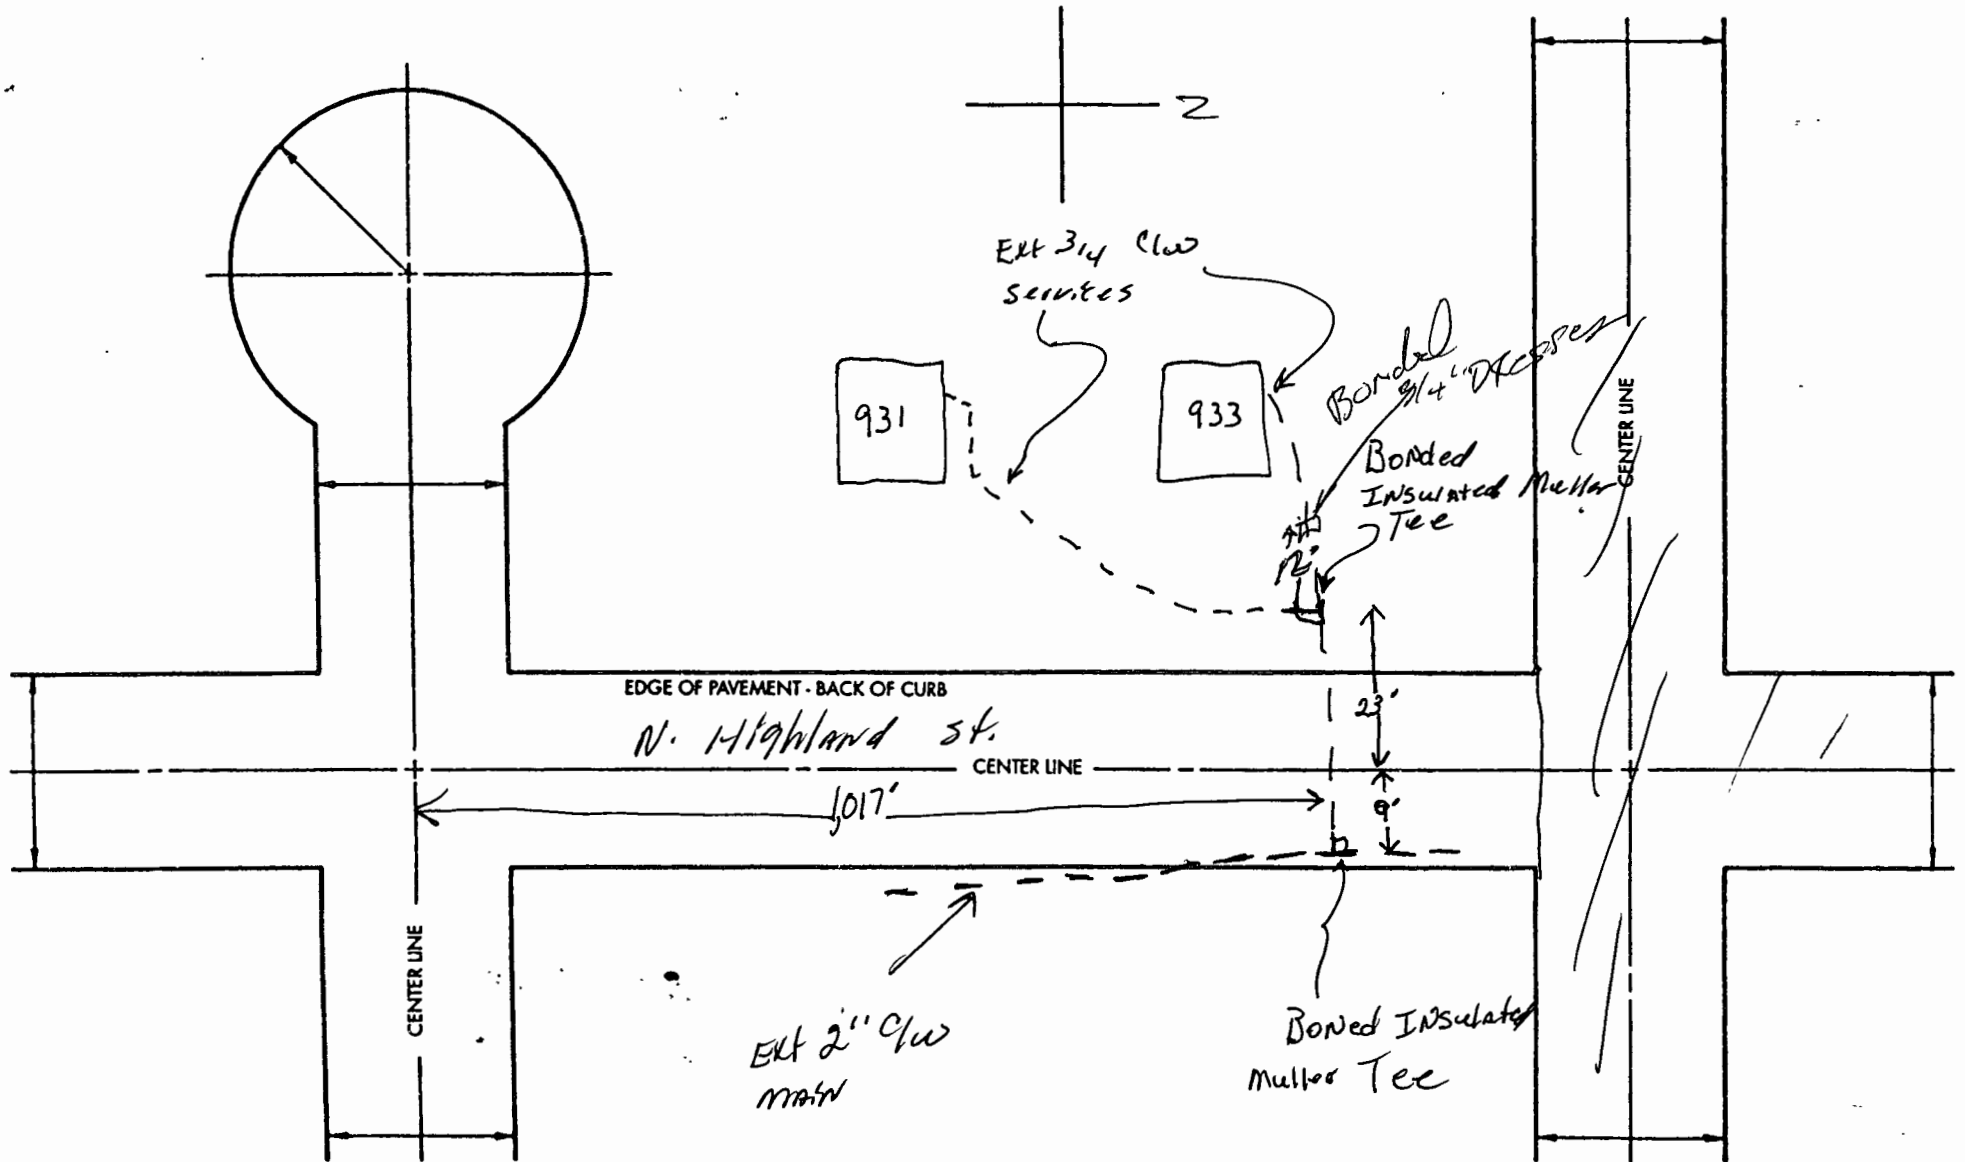 N
Ext 3/4 C/W
services
Bonded
3/4" Dresser
931
933
Bonded
Insulated Muller
Tee
12'
CENTER LINE
23'
EDGE OF PAVEMENT - BACK OF CURB
N. Highland St.
CENTER LINE
1,017'
9'
CENTER LINE
Ext 2" C/W
MAIN
Boned Insulated
Muller Tee